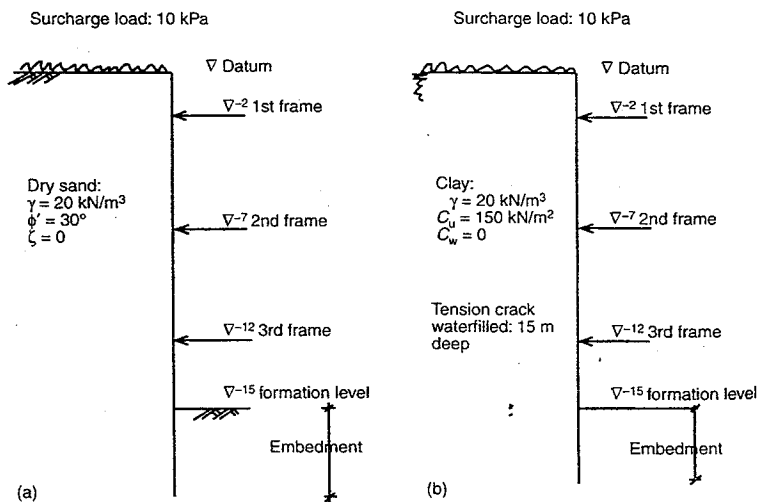 Surcharge load: 10 kPa
∇ Datum
∇-2 1st frame
Dry sand:
γ = 20 kN/m³
ϕ' = 30°
ζ = 0
∇-7 2nd frame
∇-12 3rd frame
∇-15 formation level
Embedment
(a)
Surcharge load: 10 kPa
∇ Datum
∇-2 1st frame
Clay:
γ = 20 kN/m³
Cu = 150 kN/m²
Cw = 0
∇-7 2nd frame
Tension crack
waterfilled: 15 m
deep
∇-12 3rd frame
∇-15 formation level
Embedment
(b)